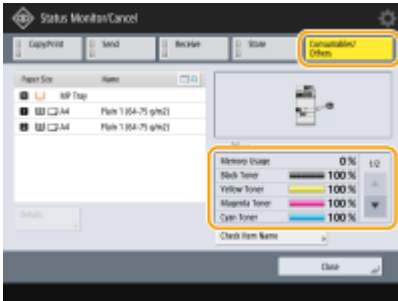 Status Monitor/Cancel
Copy/Print
Send
Receive
Store
Consumables/
Others
Paper Size
Name
MP Tray
A4 Plain 1 (64-75 g/m2)
A4 Plain 1 (64-75 g/m2)
Memory Usage 0 %
1/2
Black Toner 100 %
Yellow Toner 100 %
Magenta Toner 100 %
Cyan Toner 100 %
Details
Check Item Name
Close